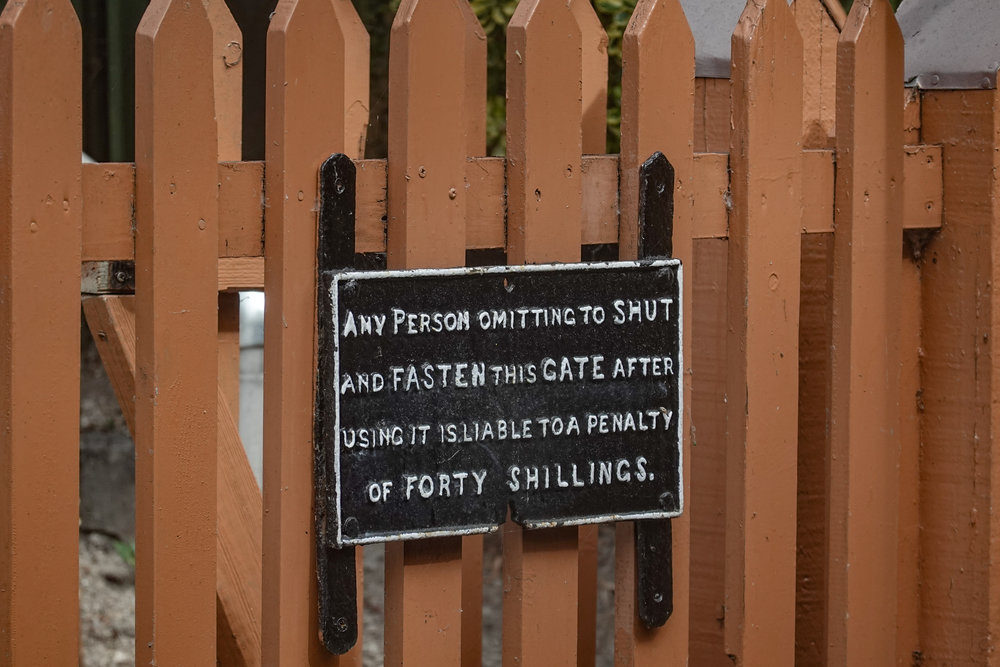 ANY PERSON OMITTING TO SHUT
AND FASTEN THIS GATE AFTER
USING IT IS LIABLE TO A PENALTY
OF FORTY SHILLINGS.